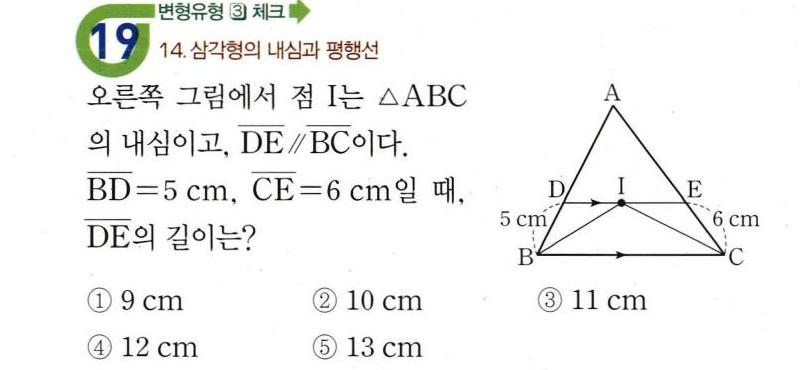 변형유형 ③ 체크
19
14. 삼각형의 내심과 평행선
오른쪽 그림에서 점 I는 △ABC
의 내심이고, DE∥BC이다.
BD=5 cm, CE=6 cm일 때,
DE의 길이는?
A
D I E
5 cm 6 cm
B C
① 9 cm ② 10 cm ③ 11 cm
④ 12 cm ⑤ 13 cm